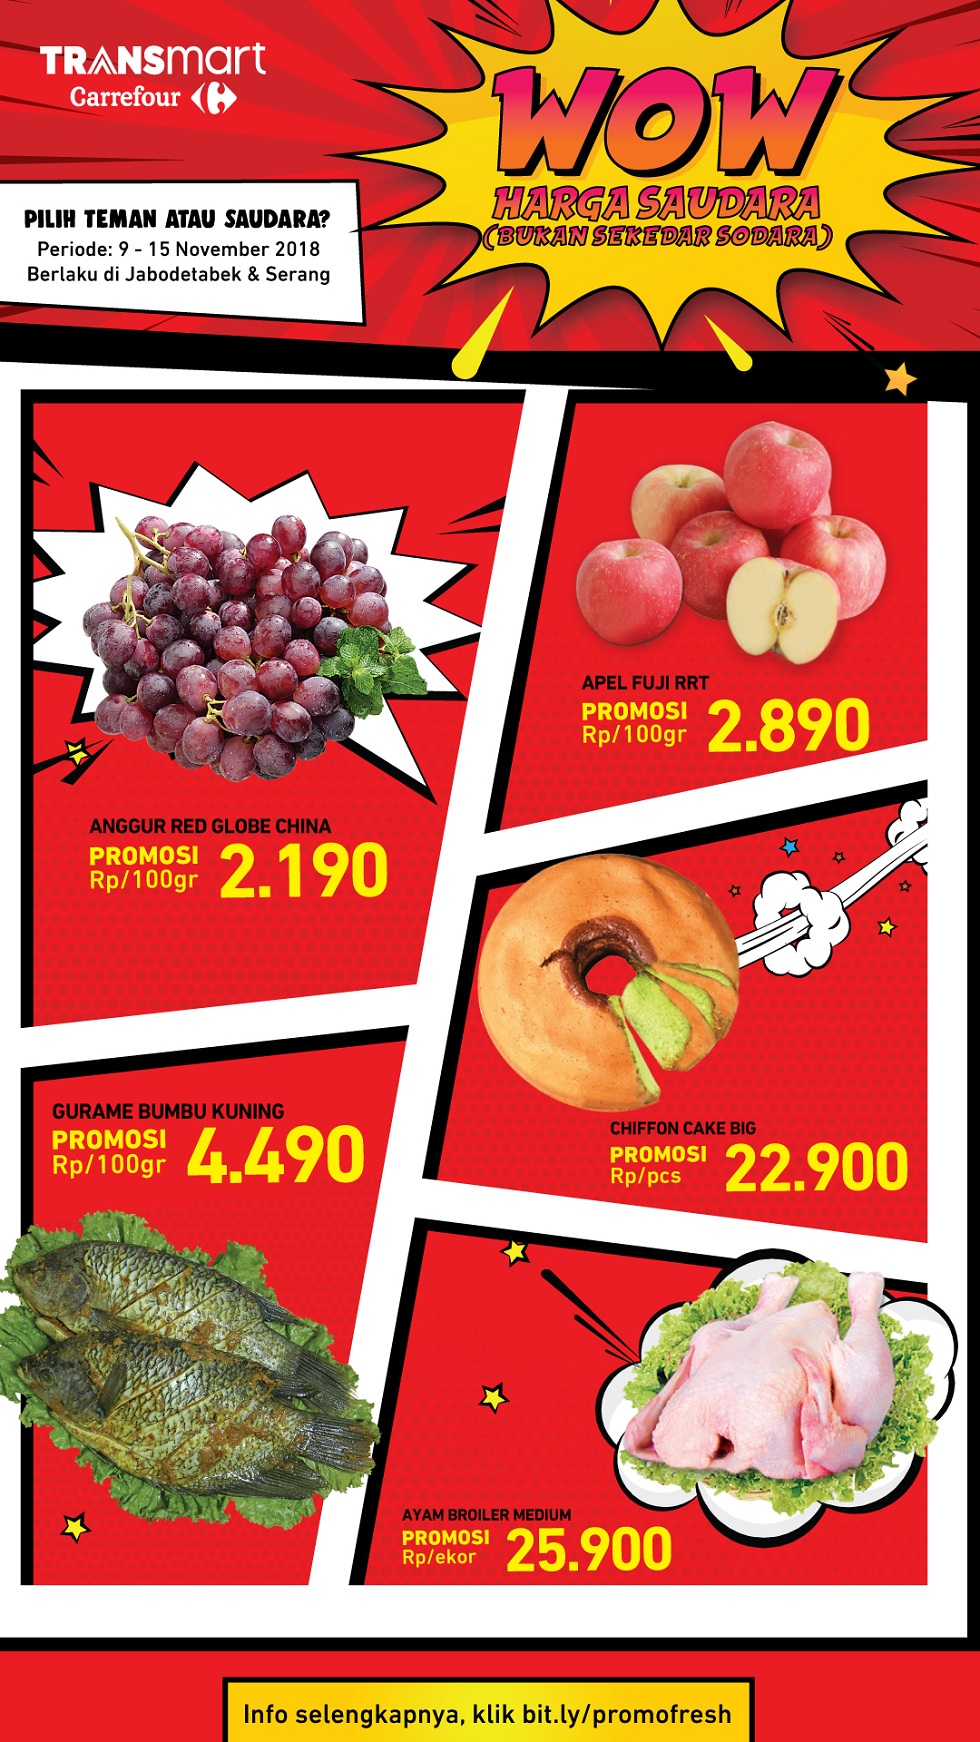 TRANSmart
Carrefour
WOW
HARGA SAUDARA
(BUKAN SEKEDAR SODARA)
PILIH TEMAN ATAU SAUDARA?
Periode: 9 - 15 November 2018
Berlaku di Jabodetabek & Serang
APEL FUJI RRT
PROMOSI
Rp/100gr 2.890
ANGGUR RED GLOBE CHINA
PROMOSI
Rp/100gr 2.190
CHIFFON CAKE BIG
PROMOSI
Rp/pcs 22.900
GURAME BUMBU KUNING
PROMOSI
Rp/100gr 4.490
AYAM BROILER MEDIUM
PROMOSI
Rp/ekor 25.900
Info selengkapnya, klik bit.ly/promofresh